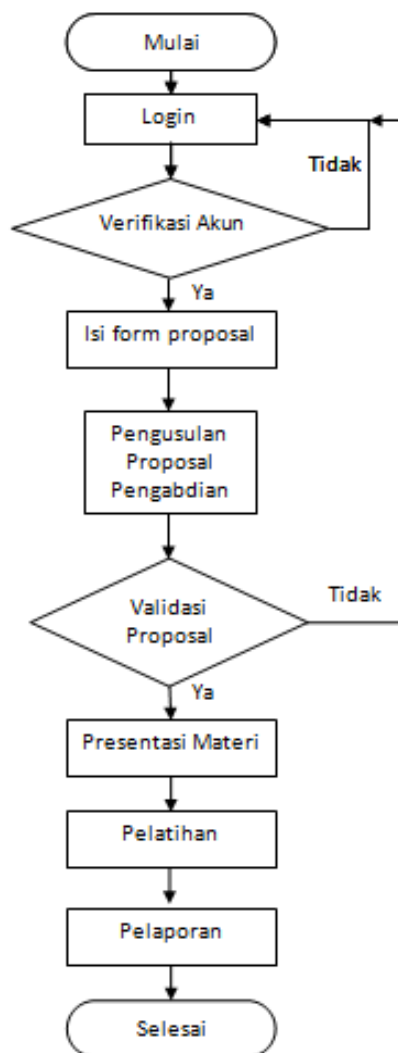 Mulai
Login
Tidak
Verifikasi Akun
Ya
Isi form proposal
Pengusulan
Proposal
Pengabdian
Tidak
Validasi
Proposal
Ya
Presentasi Materi
Pelatihan
Pelaporan
Selesai